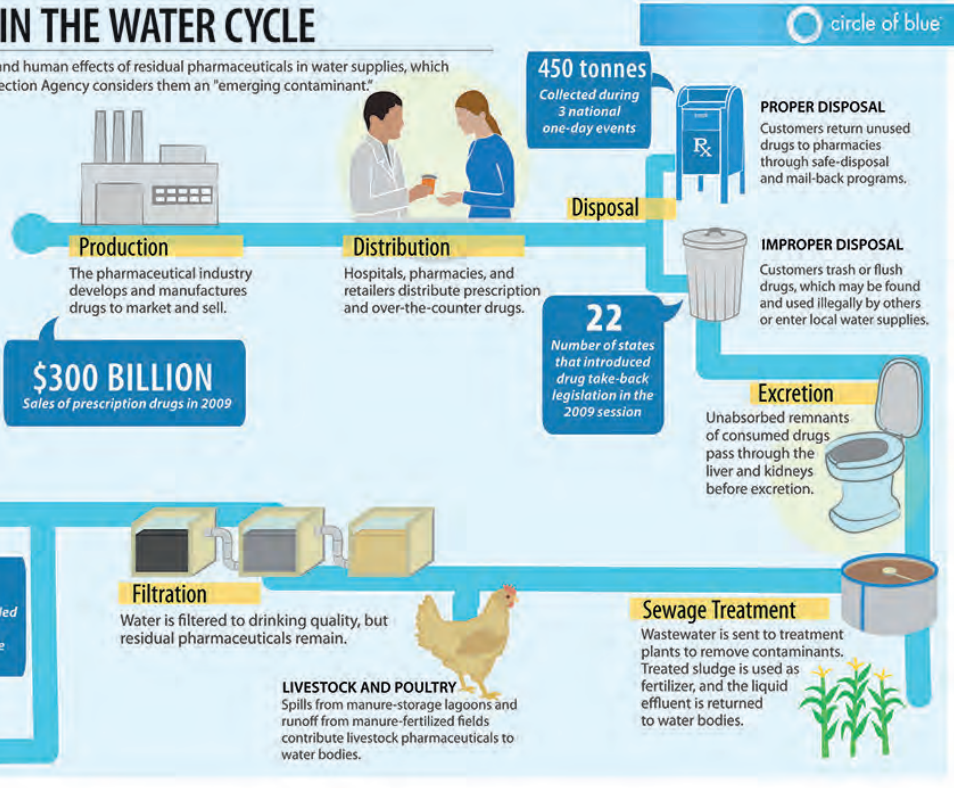 IN THE WATER CYCLE
circle of blue
and human effects of residual pharmaceuticals in water supplies, which
ection Agency considers them an "emerging contaminant."
450 tonnes
Collected during
3 national
one-day events
Rx
PROPER DISPOSAL
Customers return unused
drugs to pharmacies
through safe-disposal
and mail-back programs.
Disposal
Production
The pharmaceutical industry
develops and manufactures
drugs to market and sell.
Distribution
Hospitals, pharmacies, and
retailers distribute prescription
and over-the-counter drugs.
IMPROPER DISPOSAL
Customers trash or flush
drugs, which may be found
and used illegally by others
or enter local water supplies.
$300 BILLION
Sales of prescription drugs in 2009
22
Number of states
that introduced
drug take-back
legislation in the
2009 session
Excretion
Unabsorbed remnants
of consumed drugs
pass through the
liver and kidneys
before excretion.
Filtration
Water is filtered to drinking quality, but
residual pharmaceuticals remain.
LIVESTOCK AND POULTRY
Spills from manure-storage lagoons and
runoff from manure-fertilized fields
contribute livestock pharmaceuticals to
water bodies.
Sewage Treatment
Wastewater is sent to treatment
plants to remove contaminants.
Treated sludge is used as
fertilizer, and the liquid
effluent is returned
to water bodies.